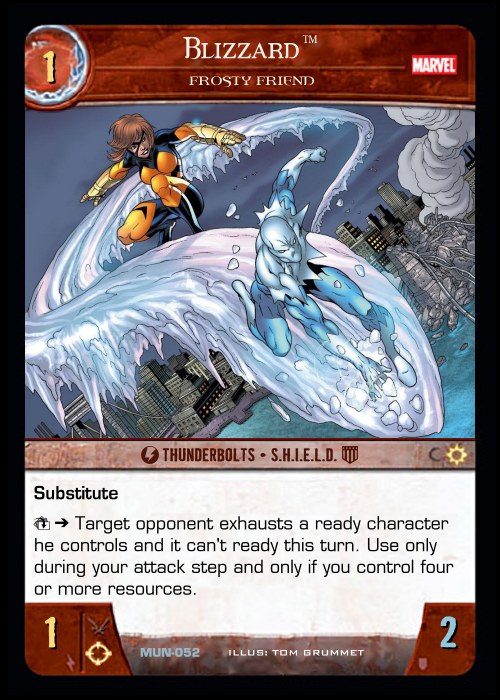 BLIZZARD™
1
FROSTY FRIEND
MARVEL
THUNDERBOLTS • S.H.I.E.L.D.
C
Substitute
➔ Target opponent exhausts a ready character
he controls and it can't ready this turn. Use only
during your attack step and only if you control four
or more resources.
1
MUN-052 ILLUS: TOM GRUMMET
2